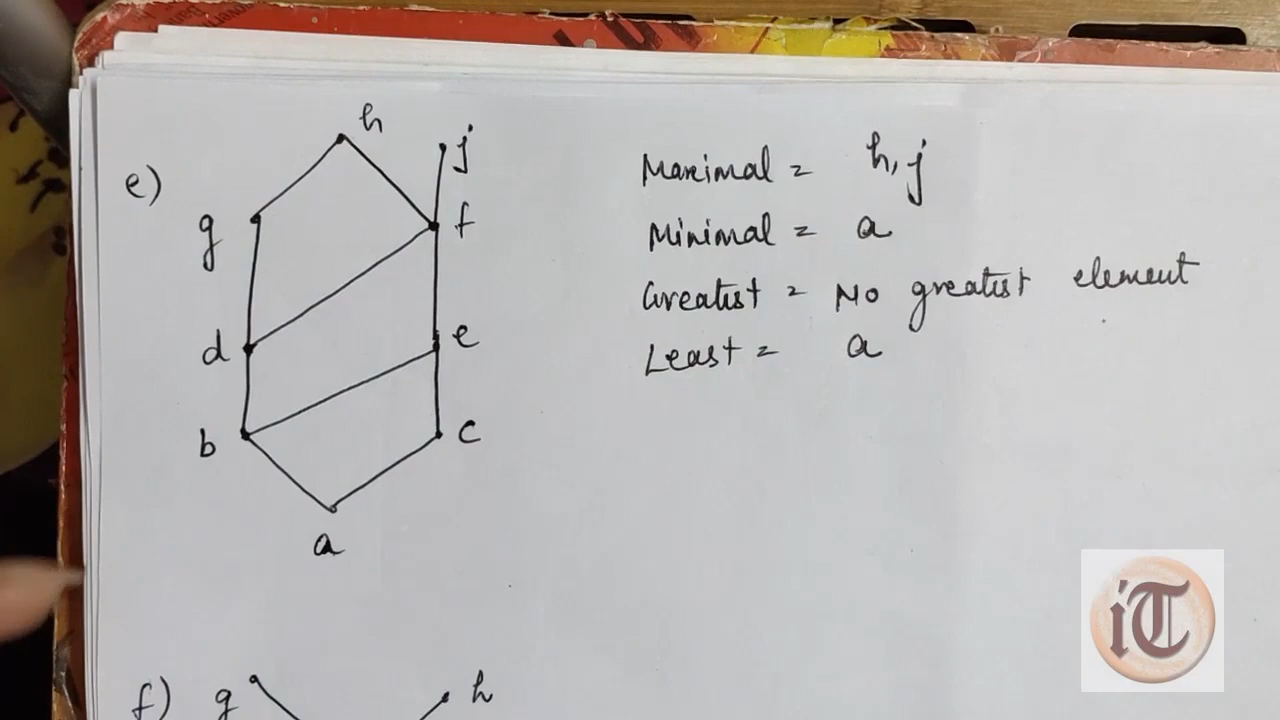 h
j
e)
g
f
d
e
b
c
a
Maximal = h, j
Minimal = a
Greatest = No greatest element
Least = a
f) g h
iT